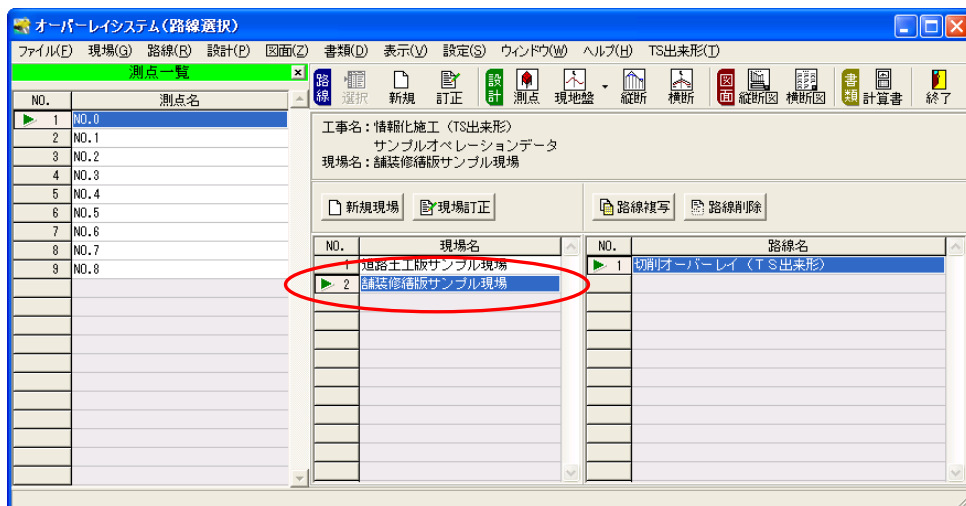 オーバーレイシステム（路線選択）
ファイル(F) 現場(G) 路線(R) 設計(P) 図面(Z) 書類(D) 表示(V) 設定(S) ウィンドウ(W) ヘルプ(H) TS出来形(T)
測点一覧
路線 選択 新規 訂正 設計 測点 現地盤 縦断 横断 図面 縦断図 横断図 書類 計算書 終了
NO. 測点名
1 NO.0
2 NO.1
3 NO.2
4 NO.3
5 NO.4
6 NO.5
7 NO.6
8 NO.7
9 NO.8
工事名：情報化施工（TS出来形）
サンプルオペレーションデータ
現場名：舗装修繕版サンプル現場
新規現場 現場訂正 路線複写 路線削除
NO. 現場名
1 道路土工版サンプル現場
2 舗装修繕版サンプル現場
NO. 路線名
1 切削オーバーレイ（ＴＳ出来形）